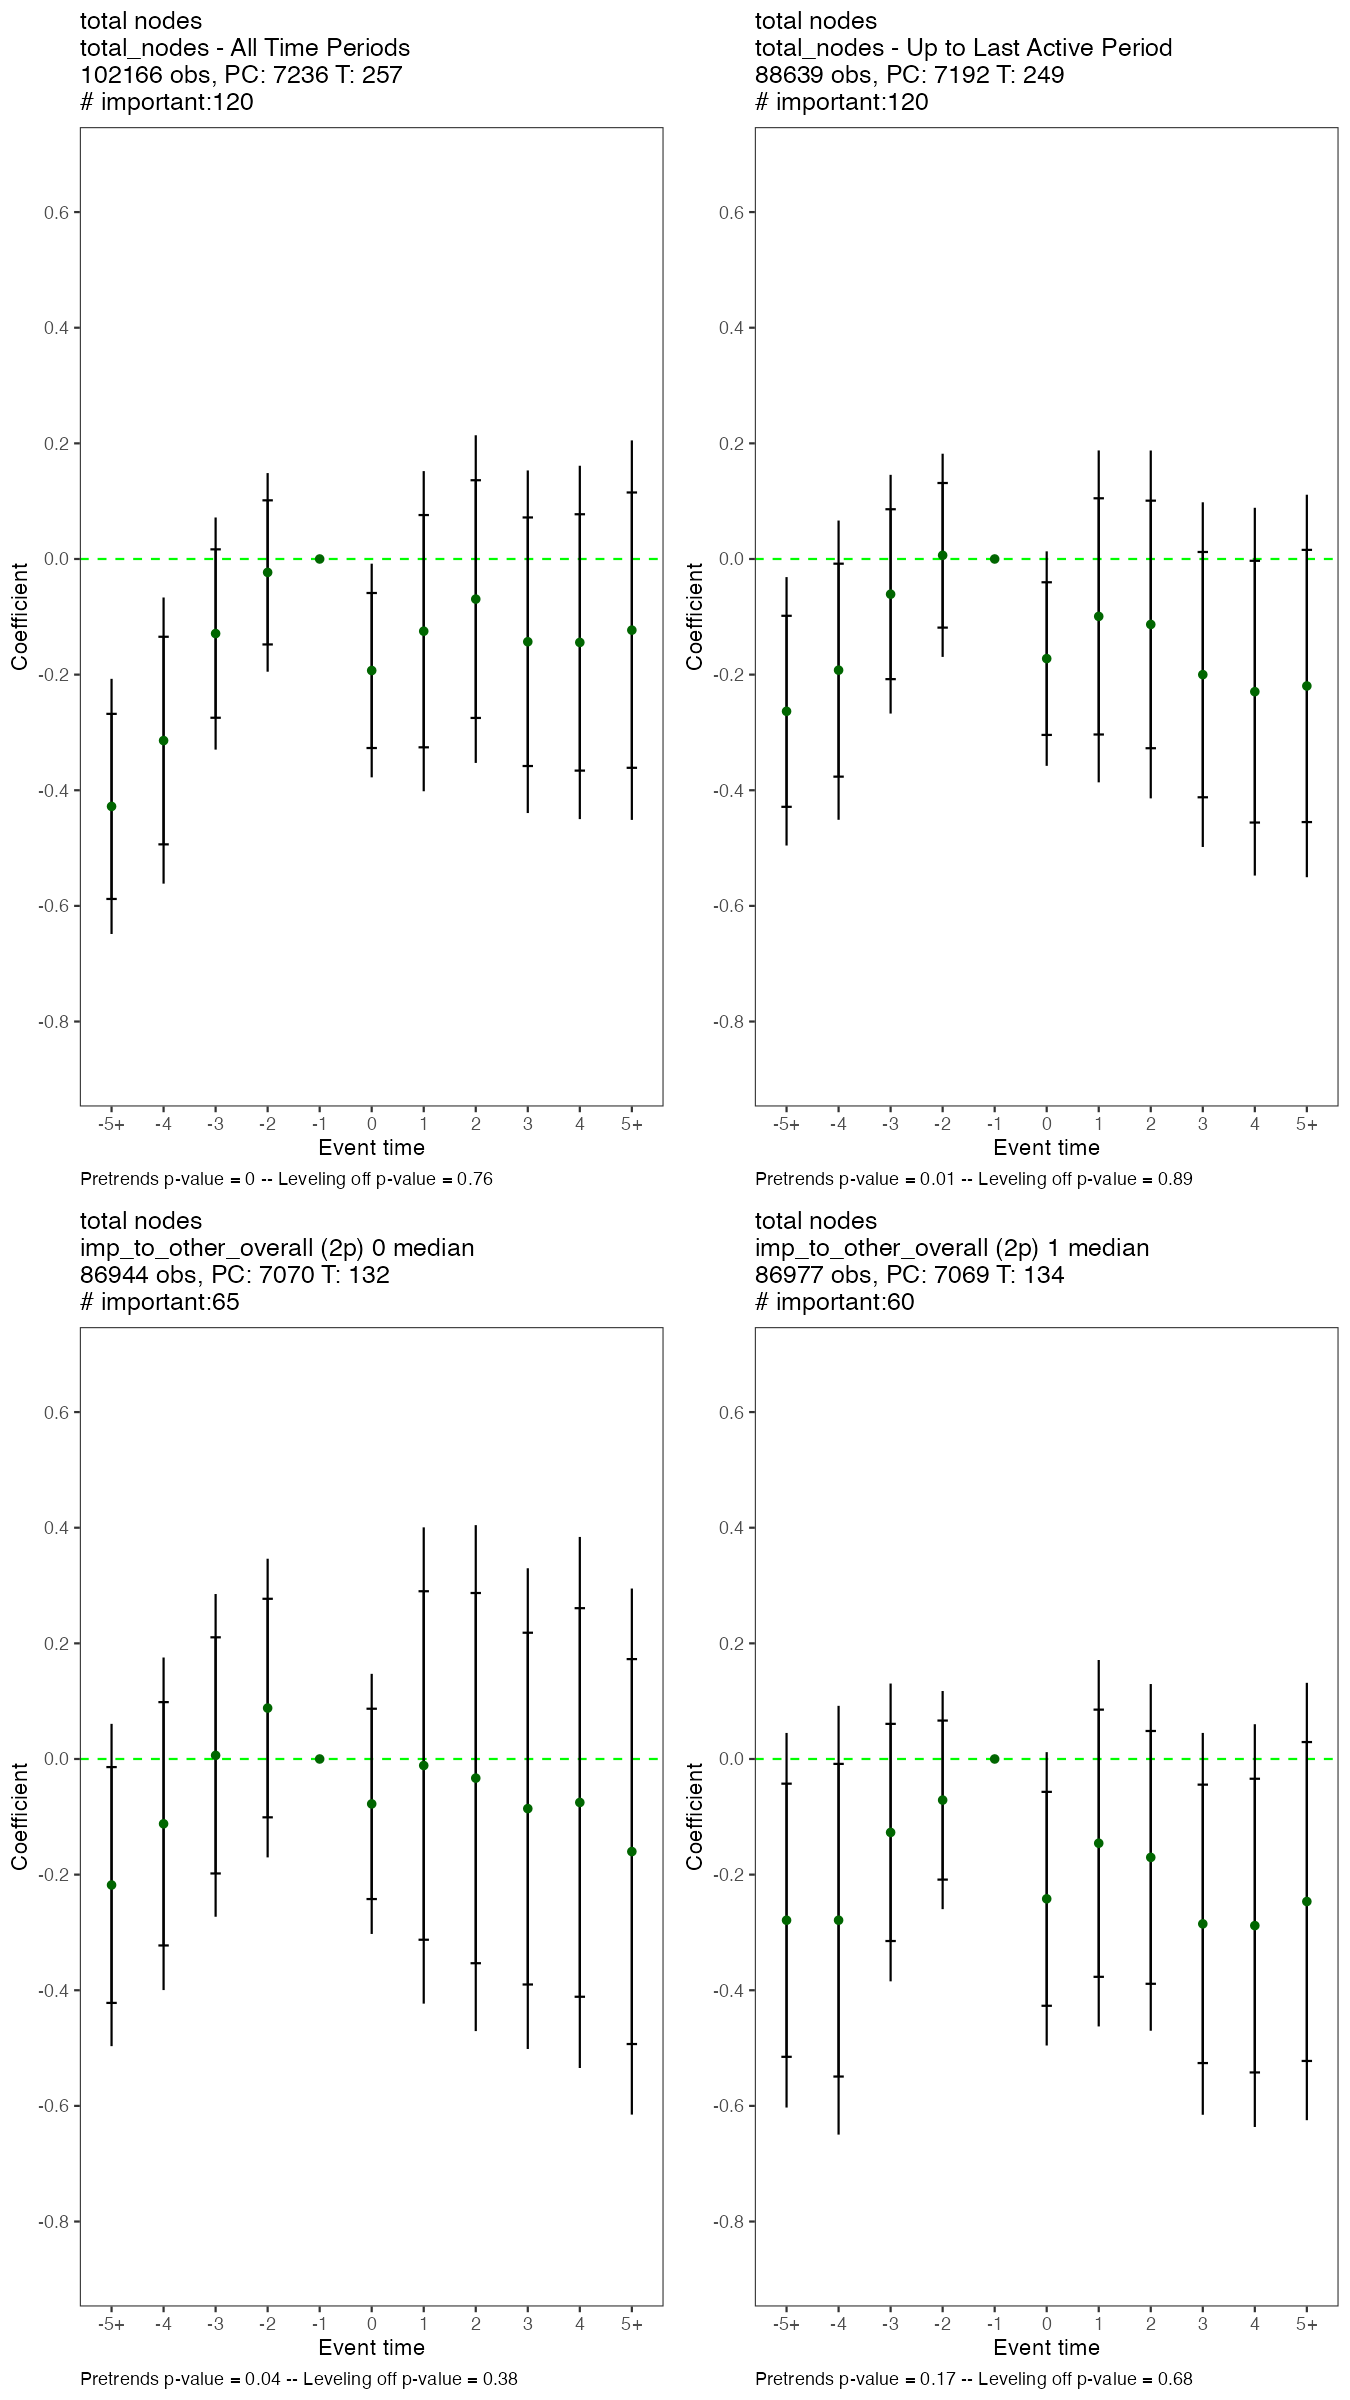 total nodes
total_nodes - All Time Periods
102166 obs, PC: 7236 T: 257
# important:120
0.6
0.4
0.2
0.0
-0.2
-0.4
-0.6
-0.8
Coefficient
-5+ -4 -3 -2 -1 0 1 2 3 4 5+
Event time
Pretrends p-value = 0 -- Leveling off p-value = 0.76
total nodes
total_nodes - Up to Last Active Period
88639 obs, PC: 7192 T: 249
# important:120
0.6
0.4
0.2
0.0
-0.2
-0.4
-0.6
-0.8
Coefficient
-5+ -4 -3 -2 -1 0 1 2 3 4 5+
Event time
Pretrends p-value = 0.01 -- Leveling off p-value = 0.89
total nodes
imp_to_other_overall (2p) 0 median
86944 obs, PC: 7070 T: 132
# important:65
0.6
0.4
0.2
0.0
-0.2
-0.4
-0.6
-0.8
Coefficient
-5+ -4 -3 -2 -1 0 1 2 3 4 5+
Event time
Pretrends p-value = 0.04 -- Leveling off p-value = 0.38
total nodes
imp_to_other_overall (2p) 1 median
86977 obs, PC: 7069 T: 134
# important:60
0.6
0.4
0.2
0.0
-0.2
-0.4
-0.6
-0.8
Coefficient
-5+ -4 -3 -2 -1 0 1 2 3 4 5+
Event time
Pretrends p-value = 0.17 -- Leveling off p-value = 0.68